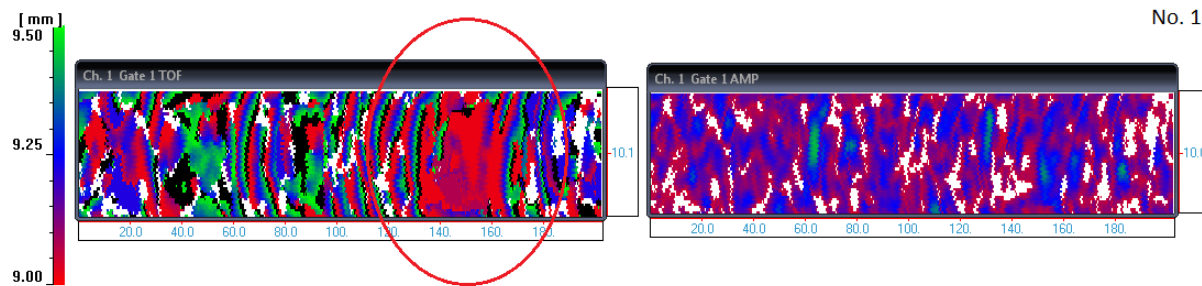 [ mm ]
9.50
9.25
9.00
Ch. 1 Gate 1 TOF
10.1
20.0 40.0 60.0 80.0 100. 120. 140. 160. 180.
No. 1
Ch. 1 Gate 1 AMP
10.0
20.0 40.0 60.0 80.0 100. 120. 140. 160. 180.